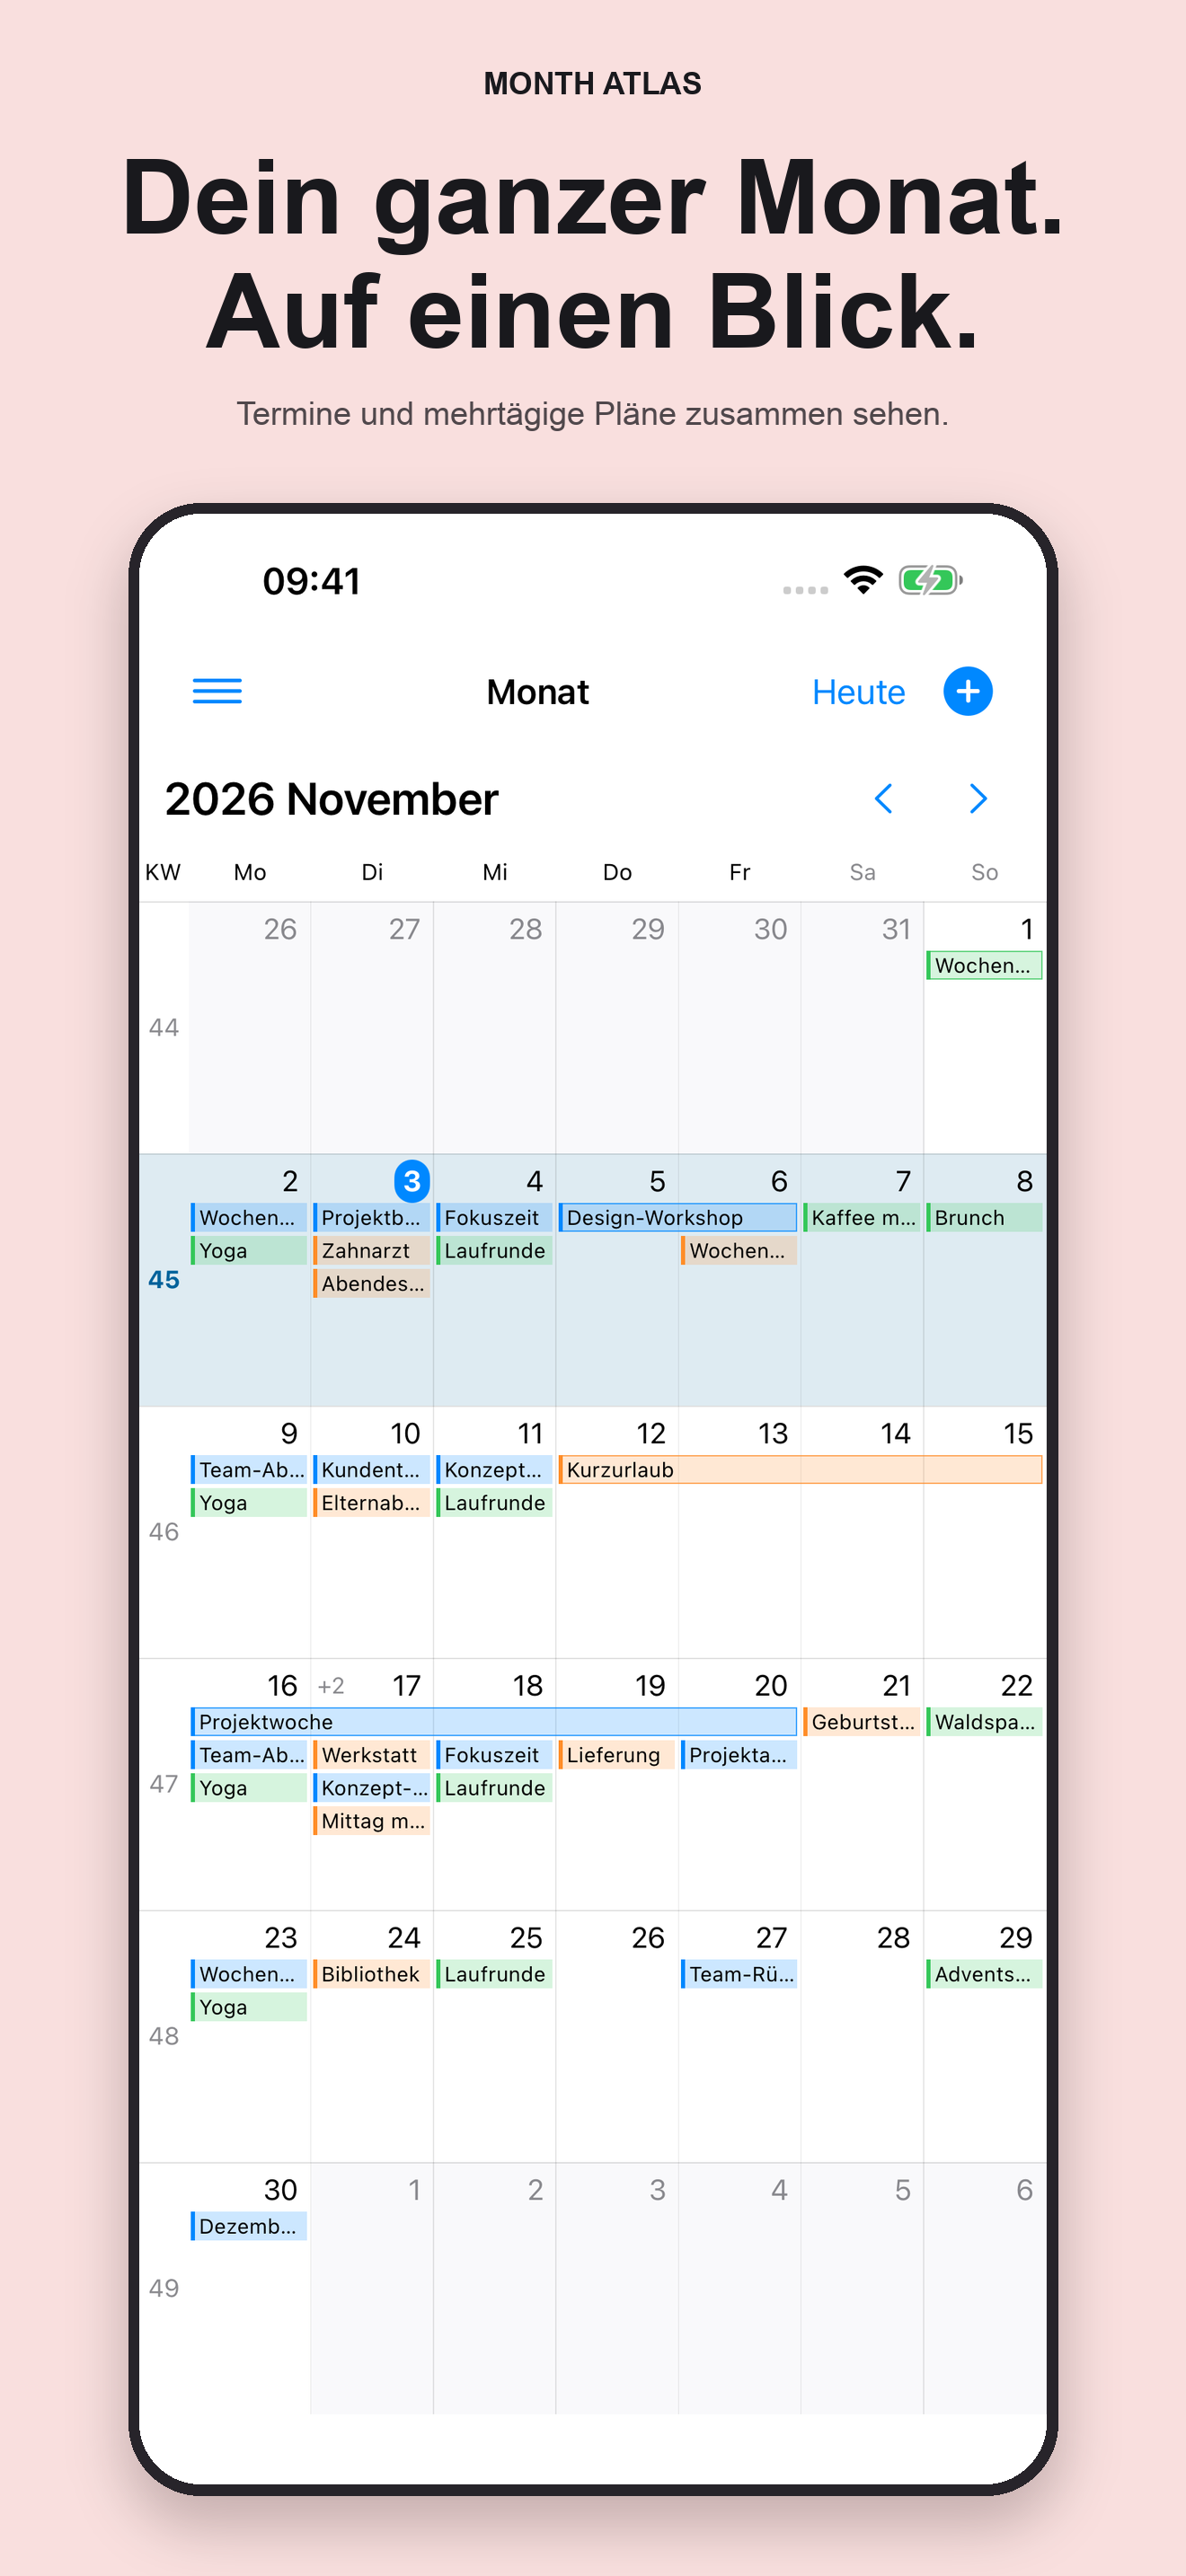 MONTH ATLAS
Dein ganzer Monat.
Auf einen Blick.
Termine und mehrtägige Pläne zusammen sehen.
09:41
Monat Heute
2026 November
KW Mo Di Mi Do Fr Sa So
26 27 28 29 30 31 1
Wochen...
44
2 3 4 5 6 7 8
Wochen... Projektb... Fokuszeit Design-Workshop Kaffee m... Brunch
Yoga Zahnarzt Laufrunde Wochen...
45 Abendes...
9 10 11 12 13 14 15
Team-Ab... Kundent... Konzept... Kurzurlaub
Yoga Elternab... Laufrunde
46
16 +2 17 18 19 20 21 22
Projektwoche Geburtst... Waldspa...
Team-Ab... Werkstatt Fokuszeit Lieferung Projekta...
47 Yoga Konzept-... Laufrunde
Mittag m...
23 24 25 26 27 28 29
Wochen... Bibliothek Laufrunde Team-Rü... Advents...
Yoga
48
30 1 2 3 4 5 6
Dezemb...
49